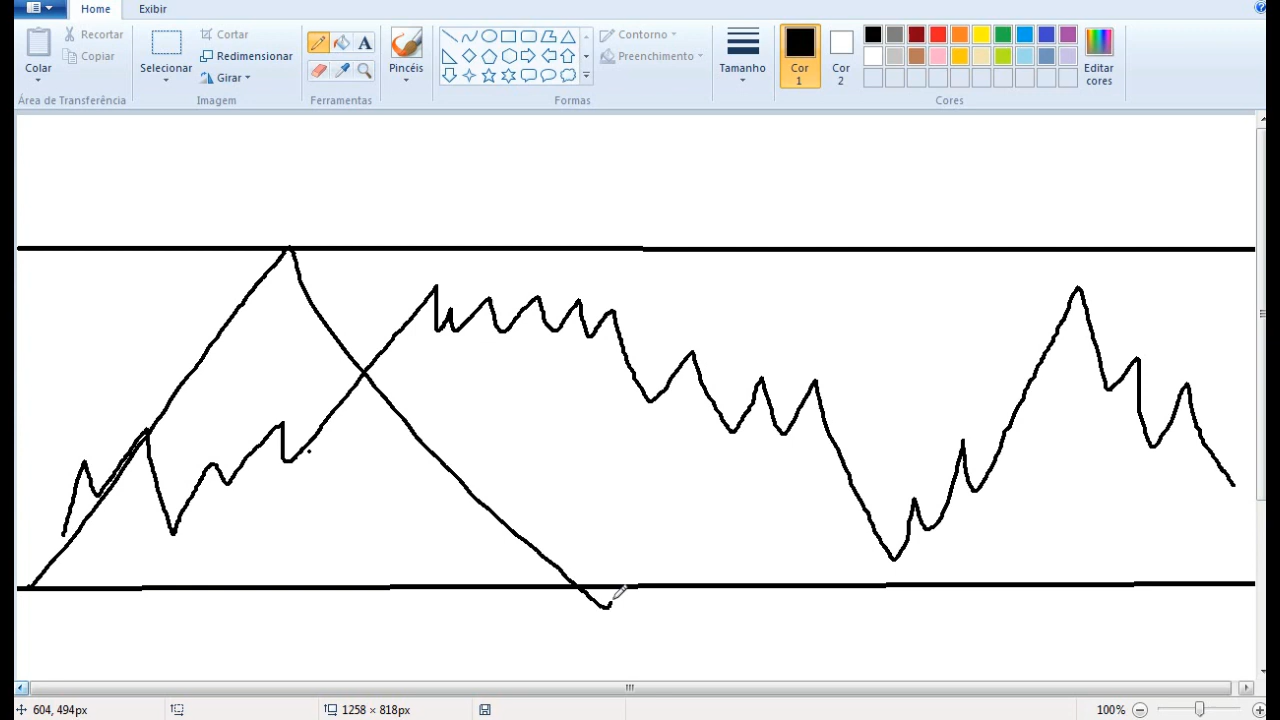 Home Exibir
Colar
Recortar
Copiar
Área de Transferência
Selecionar
Redimensionar
Girar
Imagem
A
Ferramentas
Pincéis
Contorno
Preenchimento
Formas
Tamanho
Cor 1
Cor 2
Editar cores
Cores
604, 494px 1258 × 818px 100%